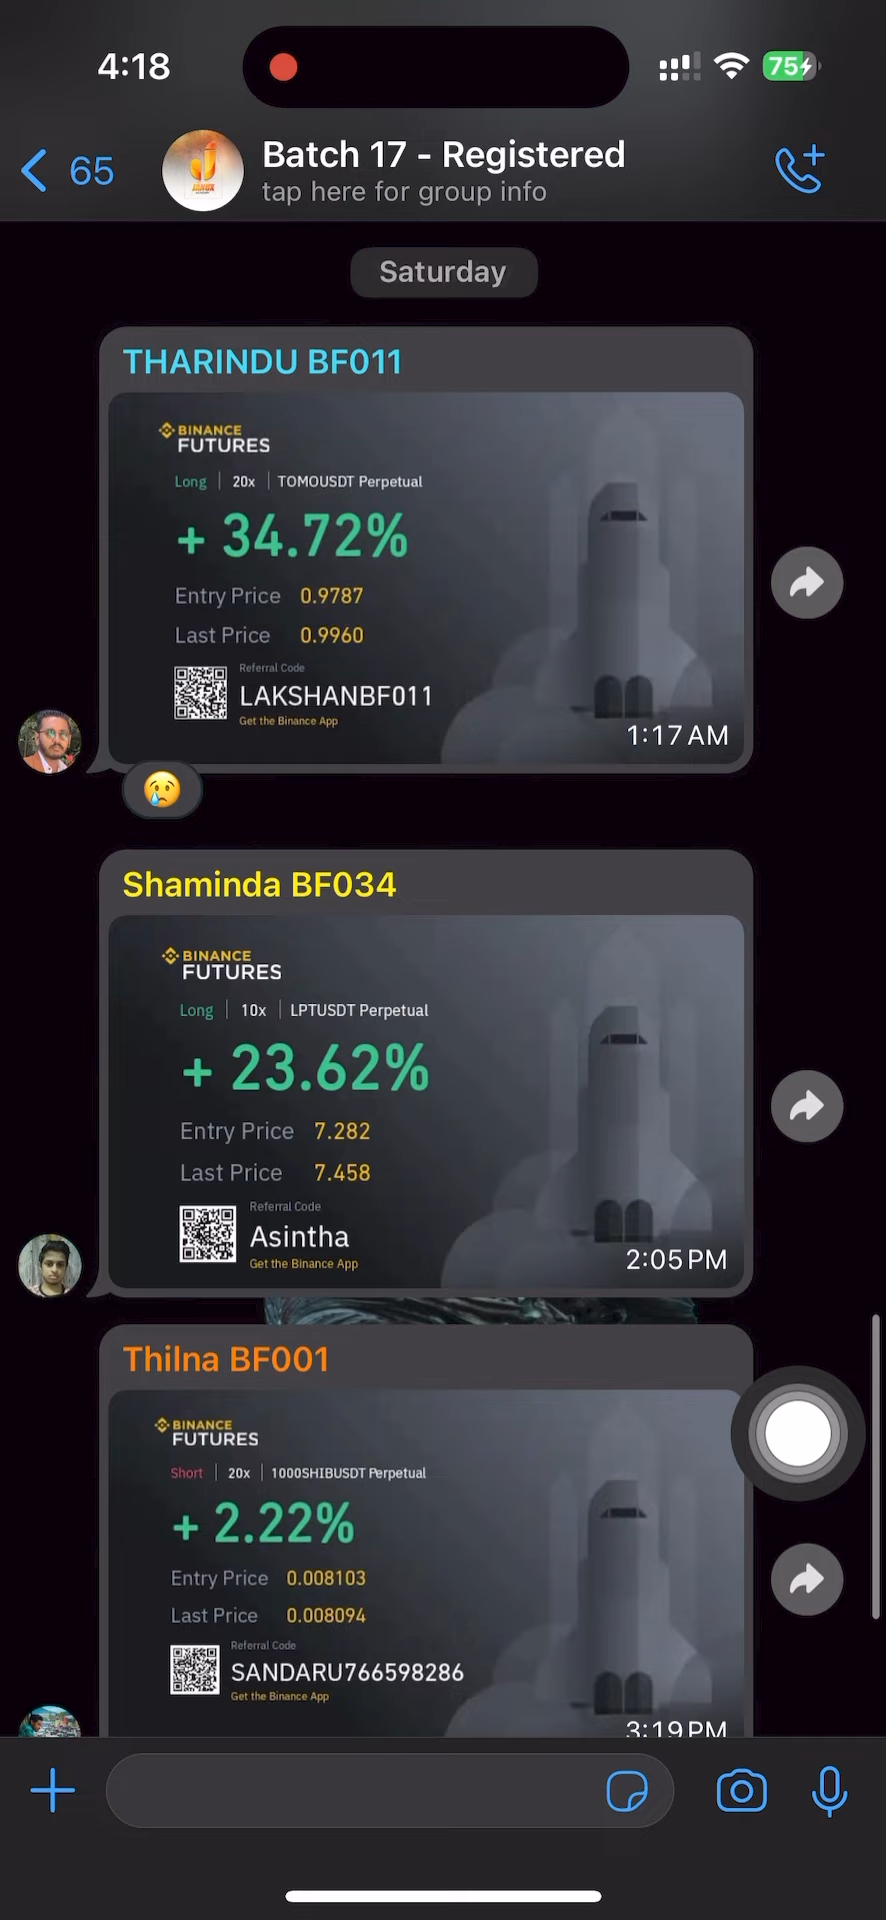 4:18
75
65
Batch 17 - Registered
tap here for group info
Saturday
THARINDU BF011
BINANCE
FUTURES
Long | 20x | TOMOUSDT Perpetual
+ 34.72%
Entry Price 0.9787
Last Price 0.9960
Referral Code
LAKSHANBF011
Get the Binance App
1:17 AM
Shaminda BF034
BINANCE
FUTURES
Long | 10x | LPTUSDT Perpetual
+ 23.62%
Entry Price 7.282
Last Price 7.458
Referral Code
Asintha
Get the Binance App
2:05 PM
Thilna BF001
BINANCE
FUTURES
Short | 20x | 1000SHIBUSDT Perpetual
+ 2.22%
Entry Price 0.008103
Last Price 0.008094
Referral Code
SANDARU766598286
Get the Binance App
3:19 PM